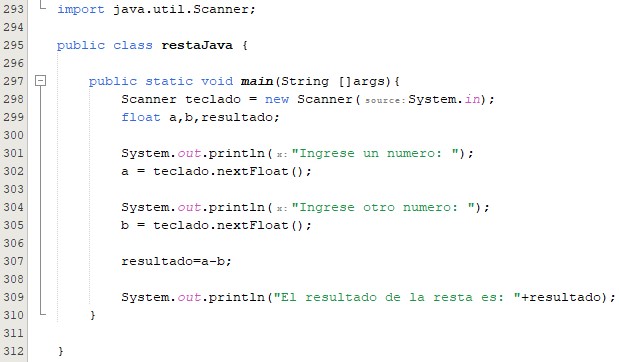 293 import java.util.Scanner;
294
295 public class restaJava {
296
297 public static void main(String []args){
298 Scanner teclado = new Scanner( source: System.in);
299 float a,b,resultado;
300
301 System.out.println( x: "Ingrese un numero: ");
302 a = teclado.nextFloat();
303
304 System.out.println( x: "Ingrese otro numero: ");
305 b = teclado.nextFloat();
306
307 resultado=a-b;
308
309 System.out.println("El resultado de la resta es: "+resultado);
310 }
311
312 }